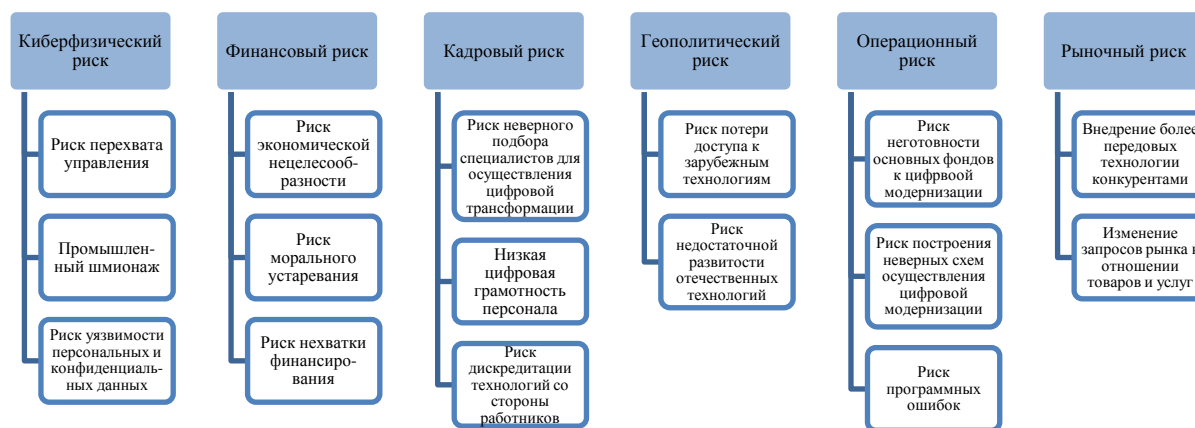 Киберфизический
риск
Риск перехвата
управления
Промышлен-
ный шмионаж
Риск уязвимости
персональных и
конфиденциаль-
ных данных
Финансовый риск
Риск
экономической
нецелесооб-
разности
Риск
морального
устаревания
Риск нехватки
финансиро-
вания
Кадровый риск
Риск неверного
подбора
специалистов для
осуществления
цифровой
трансформации
Низкая
цифровая
грамотность
персонала
Риск
дискредитации
технологий со
стороны
работников
Геополитический
риск
Риск потери
доступа к
зарубежным
технологиям
Риск
недостаточной
развитости
отечественных
технологий
Операционный
риск
Риск
неготовности
основных фондов
к цифрвоой
модернизации
Риск построения
неверных схем
осуществления
цифровой
модернизации
Риск
программных
ошибок
Рыночный риск
Внедрение более
передовых
технологии
конкурентами
Изменение
запросов рынка в
отношении
товаров и услуг